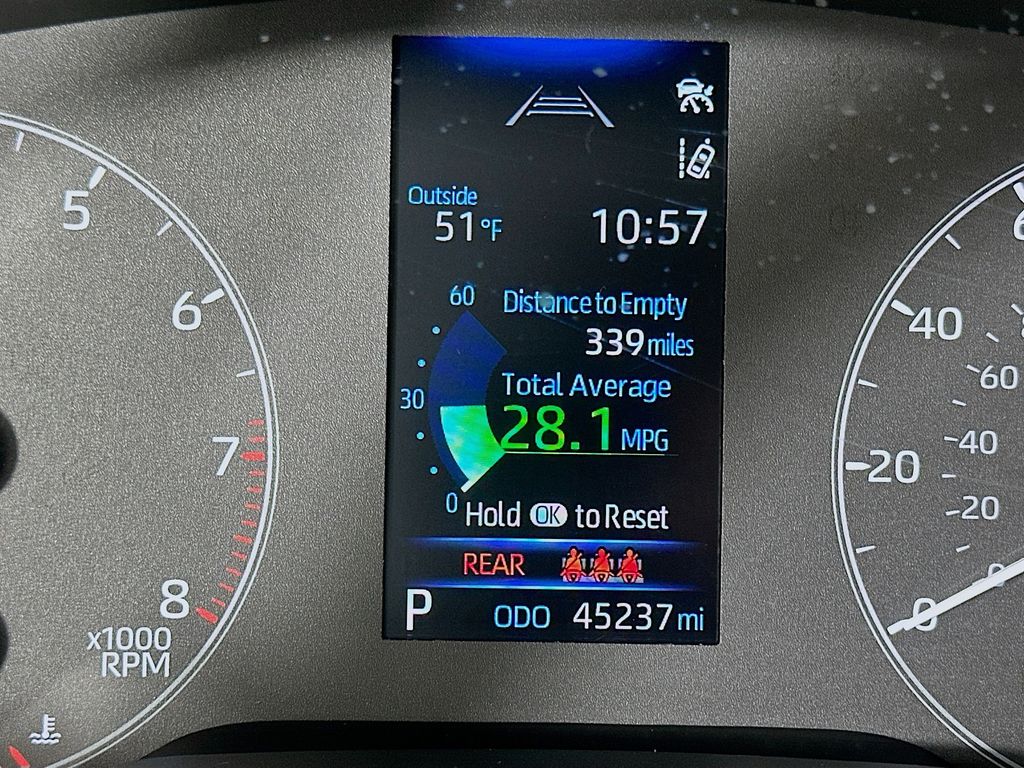 5
6
7
8
x1000
RPM
Outside
51°F
10:57
60
Distance to Empty
339 miles
30
Total Average
28.1 MPG
0
Hold OK to Reset
REAR
P
ODO 45237 mi
40
60
20
40
20
0
0